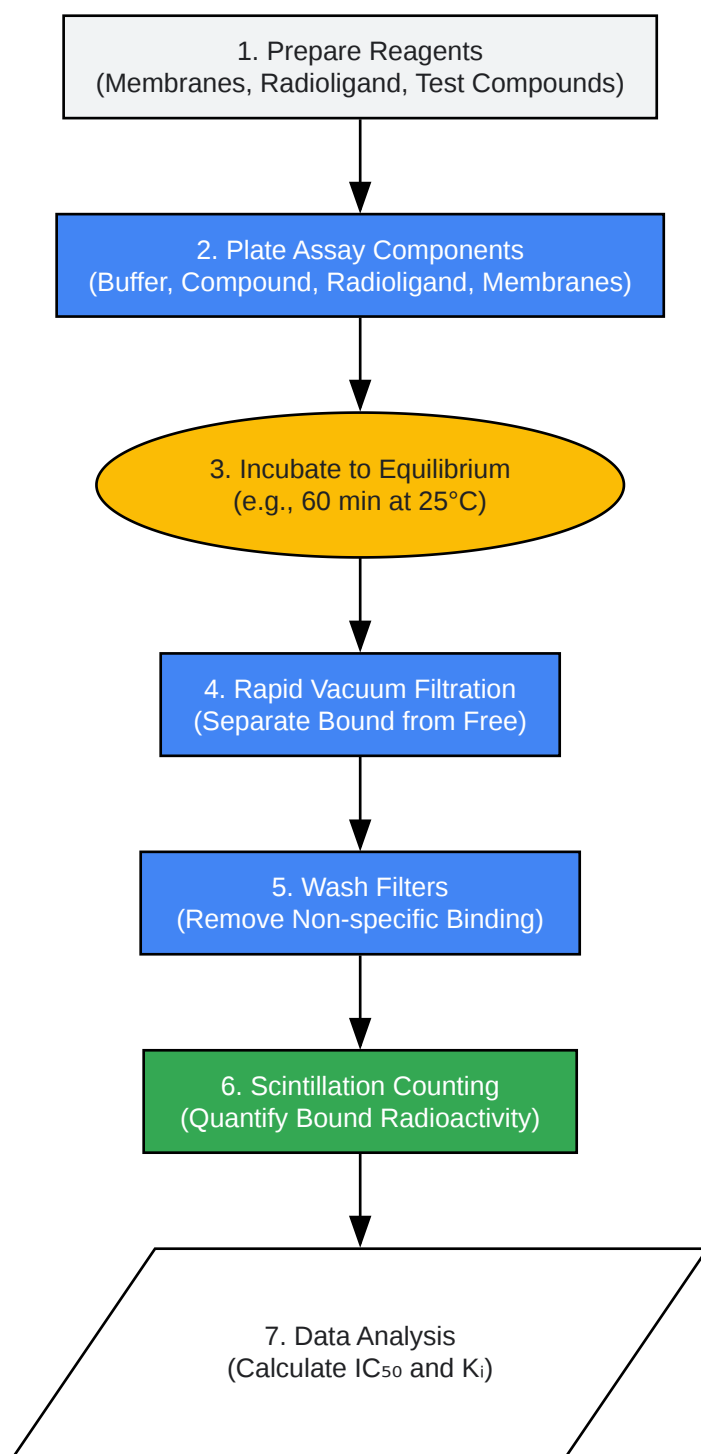 1. Prepare Reagents
(Membranes, Radioligand, Test Compounds)
2. Plate Assay Components
(Buffer, Compound, Radioligand, Membranes)
3. Incubate to Equilibrium
(e.g., 60 min at 25°C)
4. Rapid Vacuum Filtration
(Separate Bound from Free)
5. Wash Filters
(Remove Non-specific Binding)
6. Scintillation Counting
(Quantify Bound Radioactivity)
7. Data Analysis
(Calculate IC₅₀ and Kᵢ)